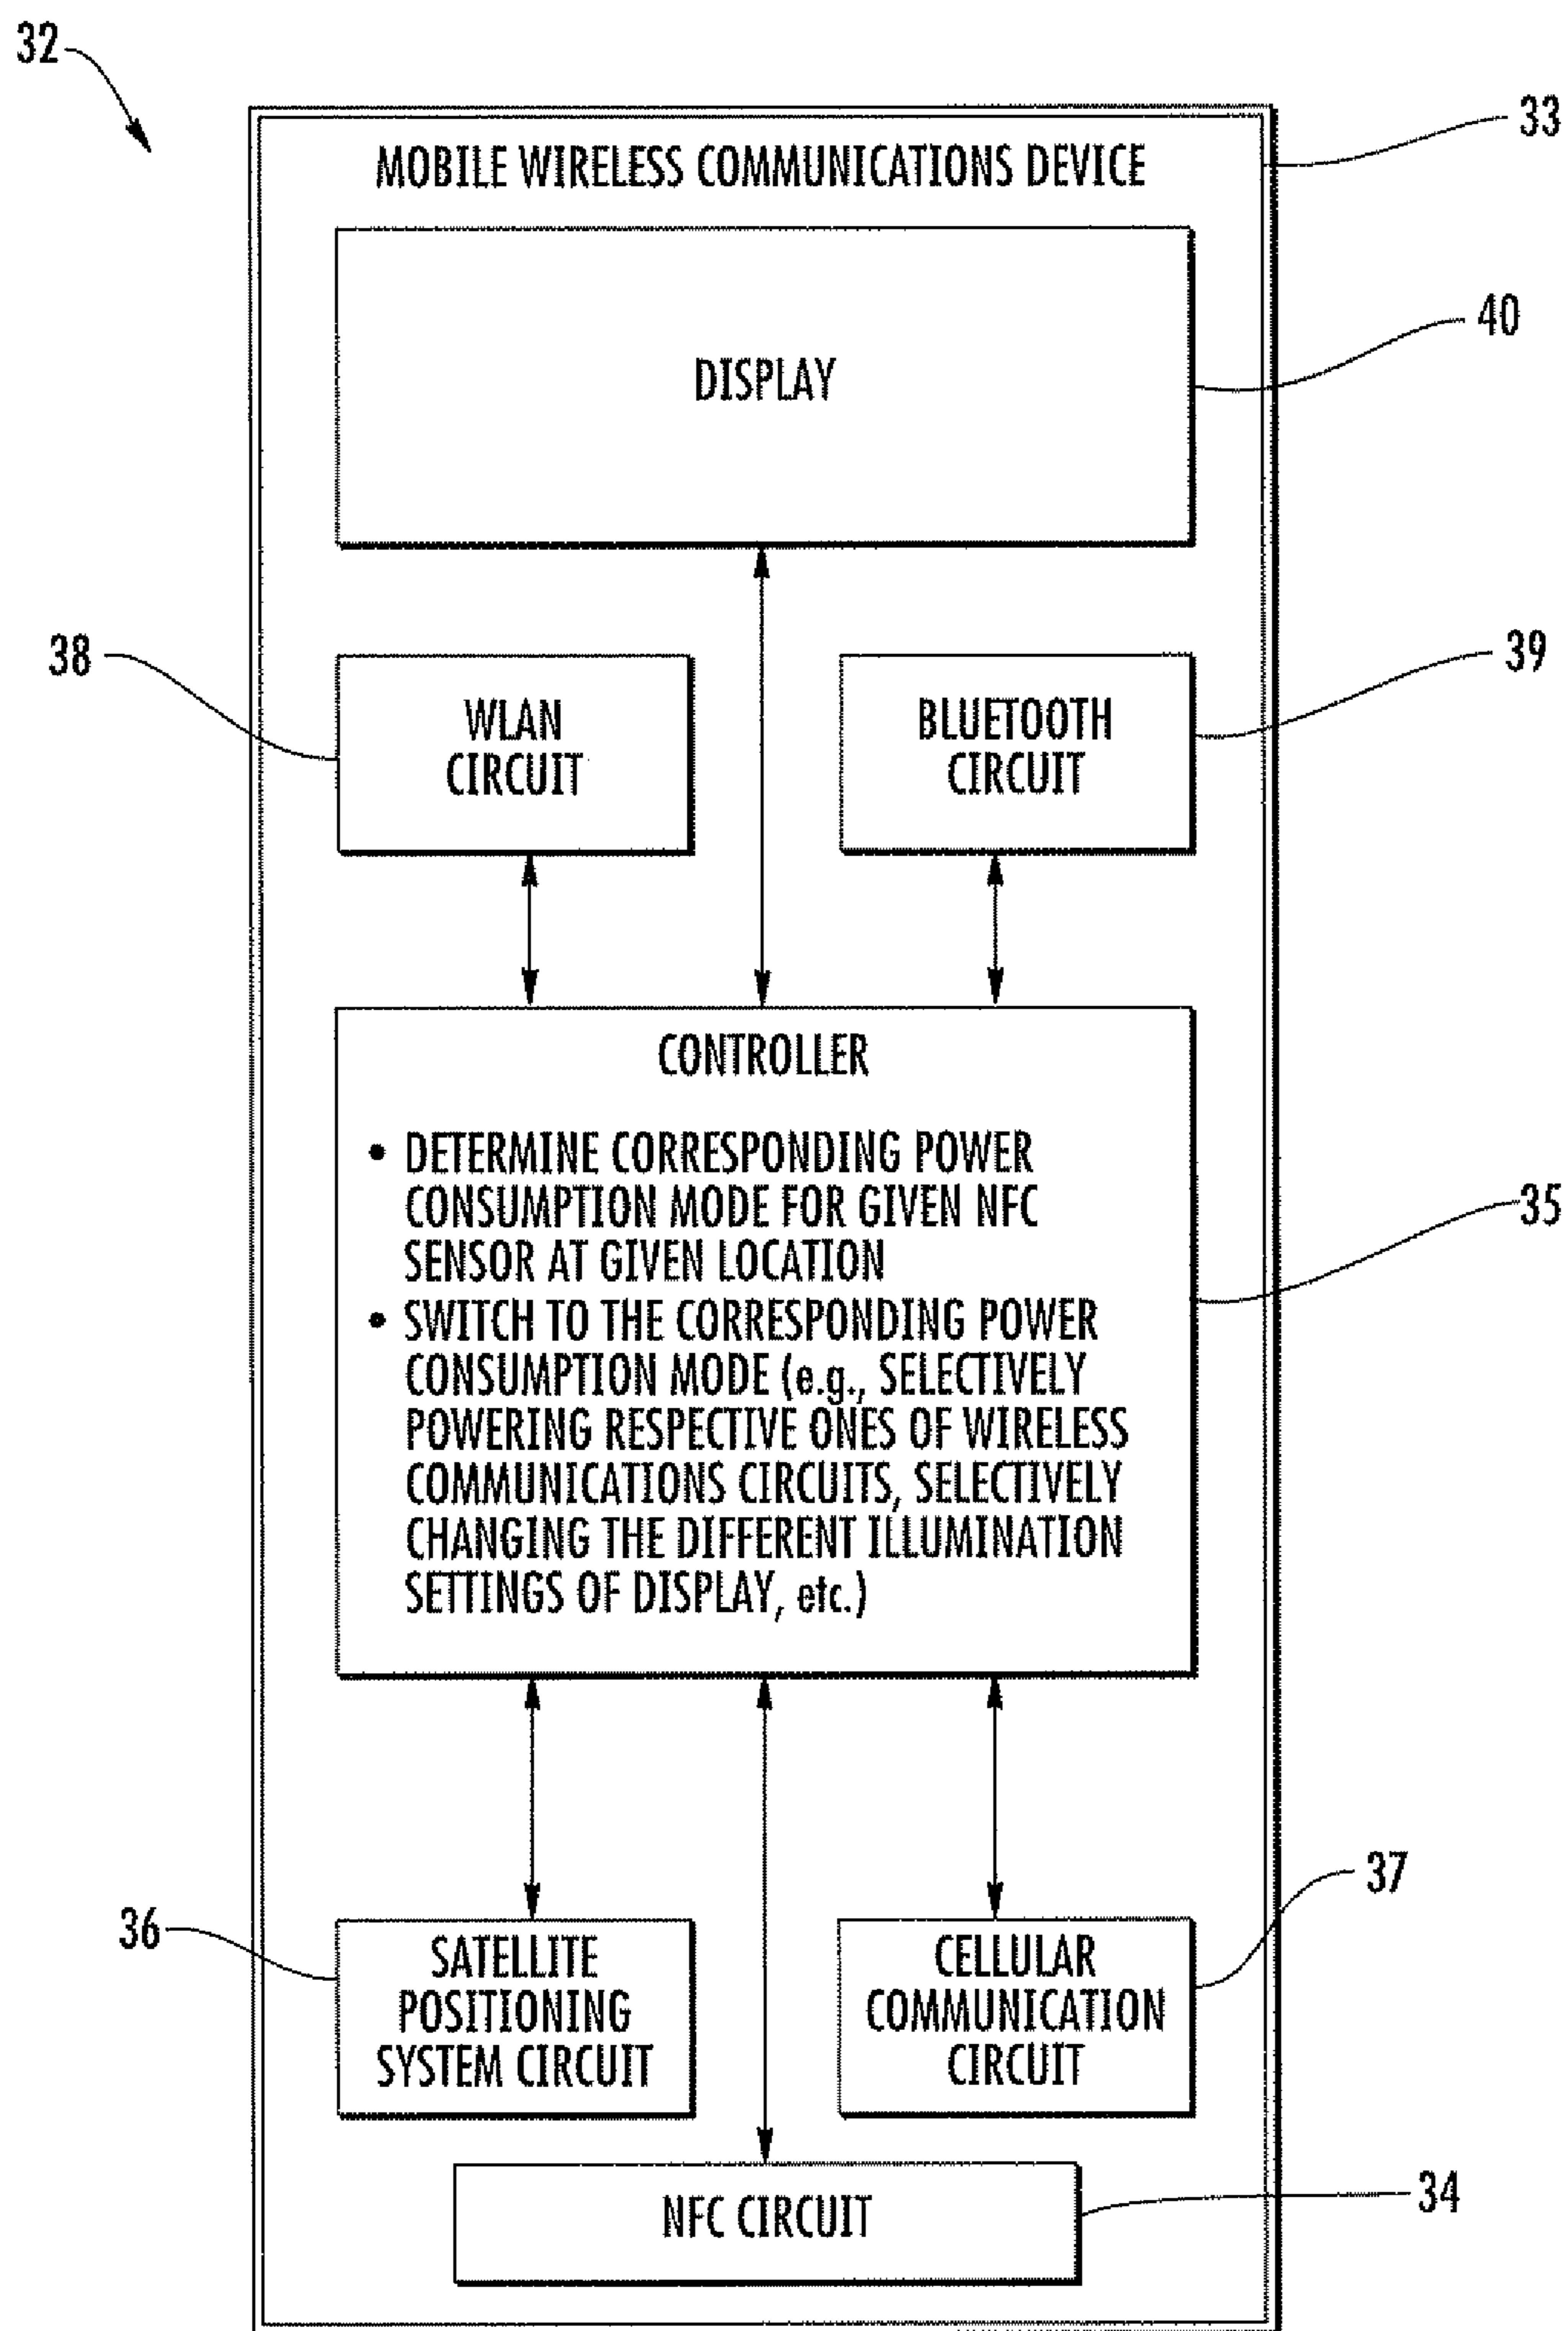 32
33
MOBILE WIRELESS COMMUNICATIONS DEVICE
40
DISPLAY
38
39
WLAN
CIRCUIT
BLUETOOTH
CIRCUIT
CONTROLLER
• DETERMINE CORRESPONDING POWER
CONSUMPTION MODE FOR GIVEN NFC
SENSOR AT GIVEN LOCATION
35
• SWITCH TO THE CORRESPONDING POWER
CONSUMPTION MODE (e.g., SELECTIVELY
POWERING RESPECTIVE ONES OF WIRELESS
COMMUNICATIONS CIRCUITS, SELECTIVELY
CHANGING THE DIFFERENT ILLUMINATION
SETTINGS OF DISPLAY, etc.)
37
36
SATELLITE
POSITIONING
SYSTEM CIRCUIT
CELLULAR
COMMUNICATION
CIRCUIT
NFC CIRCUIT
34